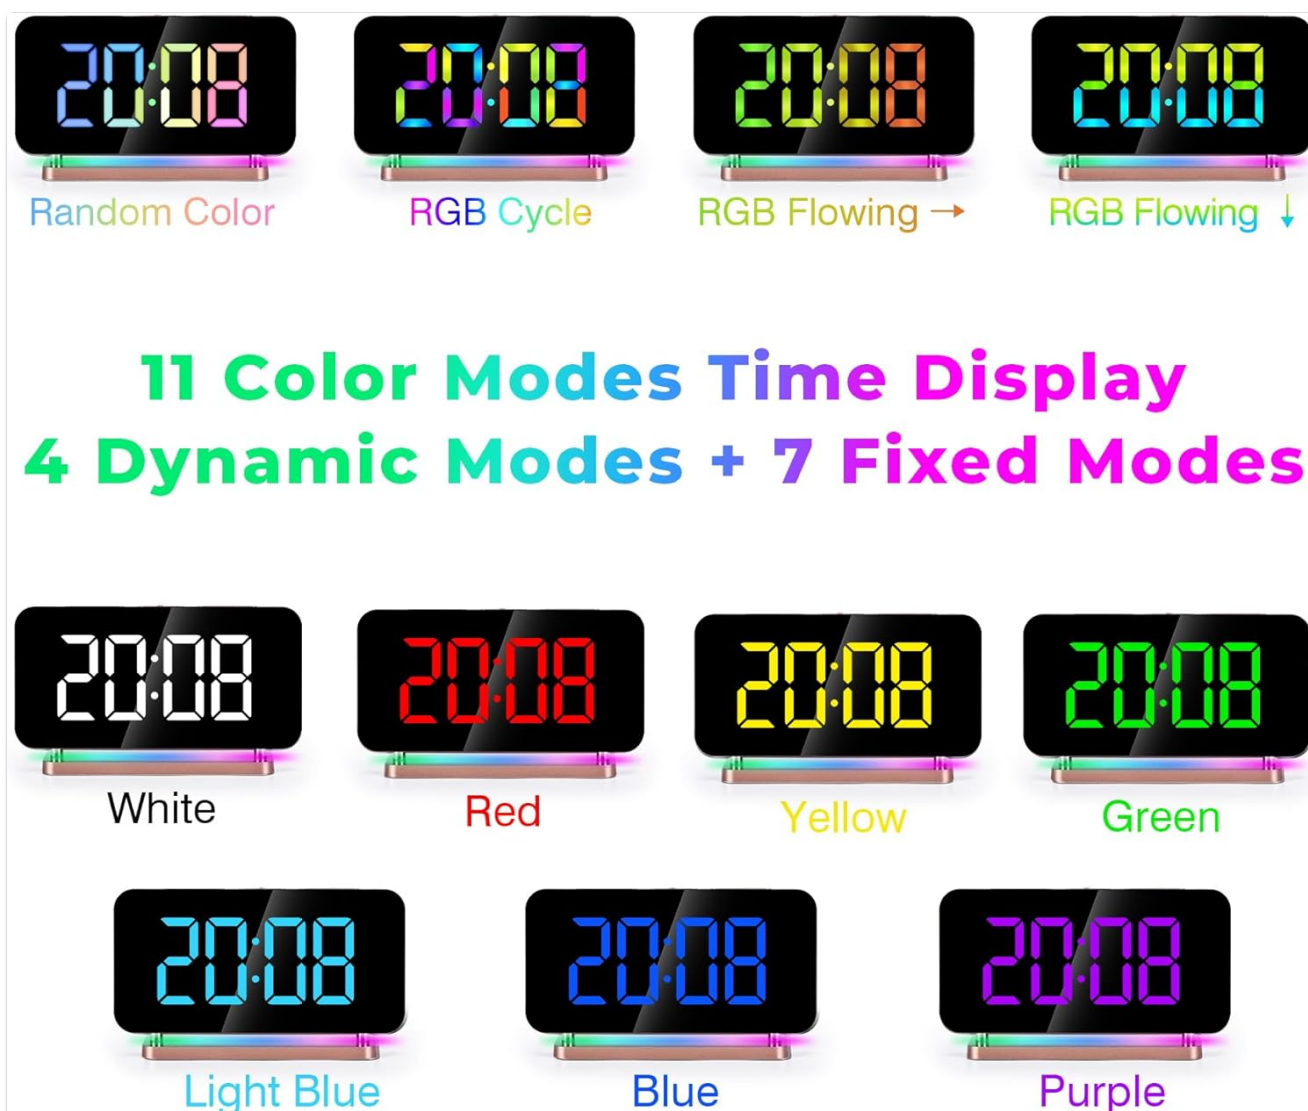 20:08 20:08 20:08 20:08
Random Color RGB Cycle RGB Flowing → RGB Flowing ↓
11 Color Modes Time Display
4 Dynamic Modes + 7 Fixed Modes
20:08 20:08 20:08 20:08
White Red Yellow Green
20:08 20:08 20:08
Light Blue Blue Purple